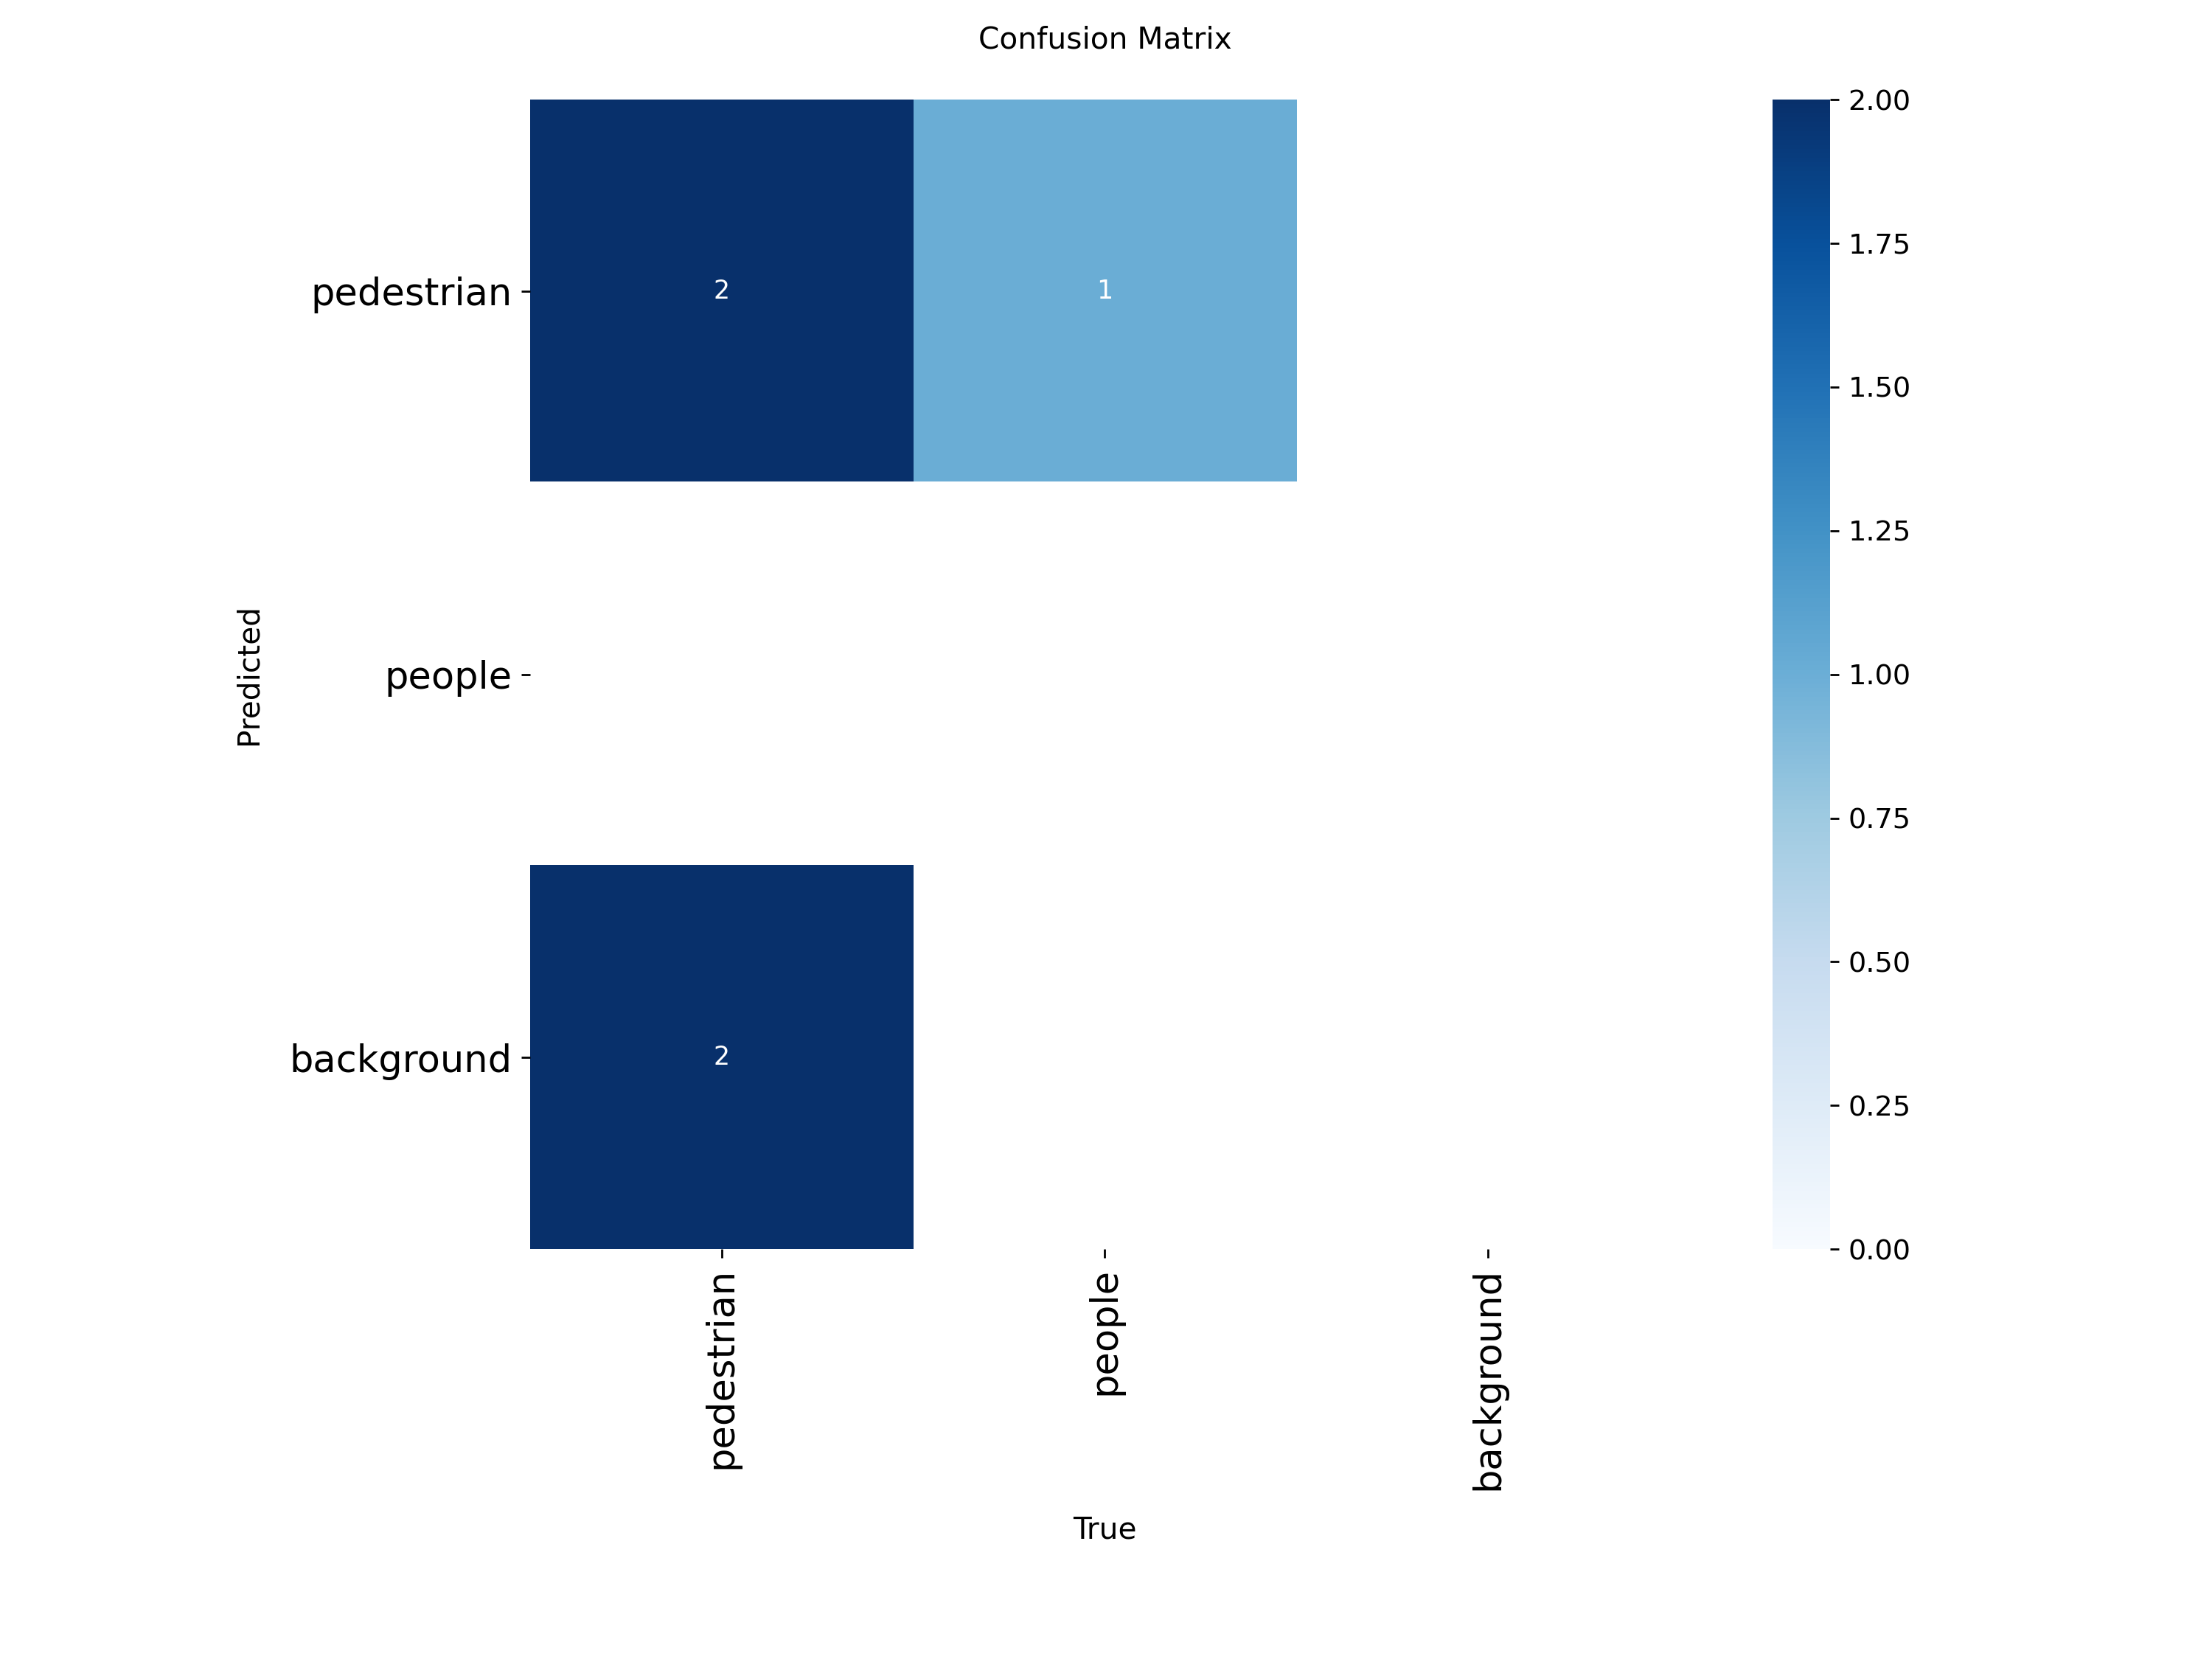 Confusion Matrix
pedestrian
people
background
Predicted
2
1
2
pedestrian
people
background
True
2.00
1.75
1.50
1.25
1.00
0.75
0.50
0.25
0.00